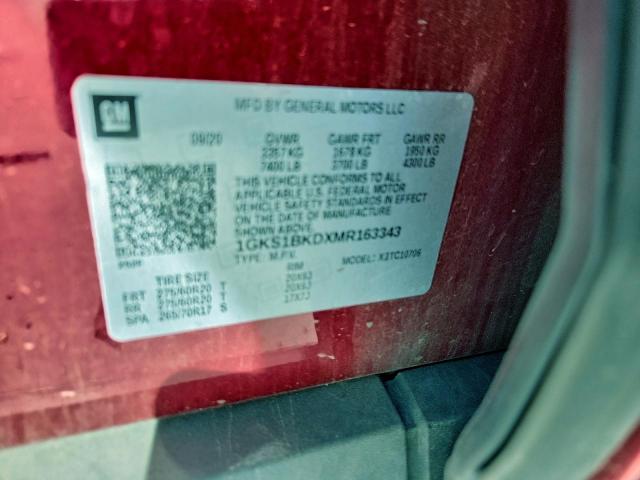 GM
MFD BY GENERAL MOTORS LLC
09/20 GVWR GAWR FRT GAWR RR
3357 KG 1678 KG 1950 KG
7400 LB 3700 LB 4300 LB
THIS VEHICLE CONFORMS TO ALL
APPLICABLE U.S. FEDERAL MOTOR
VEHICLE SAFETY STANDARDS IN EFFECT
ON THE DATE OF MANUFACTURE
SHOWN ABOVE.
1GKS1BKDXMR163343
TYPE: M.P.V. MODEL: X2TC10706
TIRE SIZE RIM
FRT 275/60R20 T 20X9J
RR 275/60R20 T 20X9J
SPA 265/70R17 S 17X7J